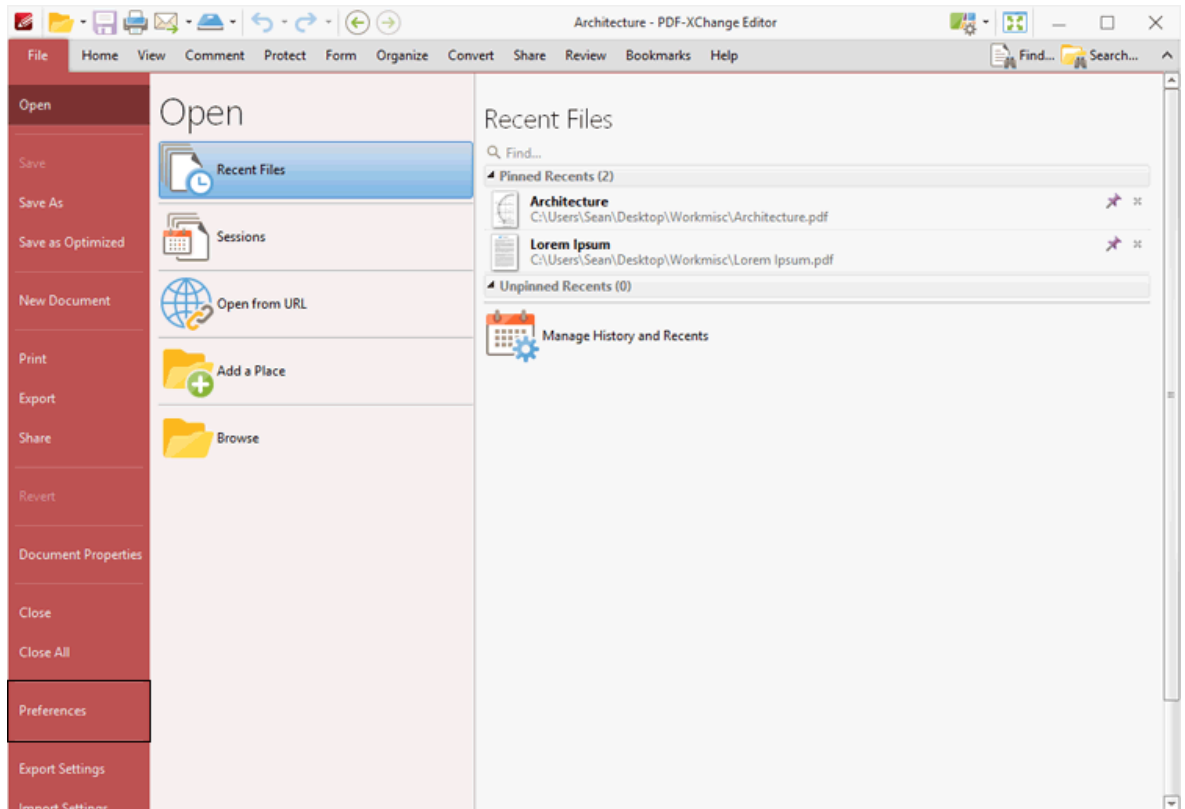 Architecture - PDF-XChange Editor
File Home View Comment Protect Form Organize Convert Share Review Bookmarks Help Find... Search...
Open
Save
Save As
Save as Optimized
New Document
Print
Export
Share
Revert
Document Properties
Close
Close All
Preferences
Export Settings
Import Settings
Open
Recent Files
Sessions
Open from URL
Add a Place
Browse
Recent Files
Find...
Pinned Recents (2)
Architecture
C:\Users\Sean\Desktop\Workmisc\Architecture.pdf
Lorem Ipsum
C:\Users\Sean\Desktop\Workmisc\Lorem Ipsum.pdf
Unpinned Recents (0)
Manage History and Recents